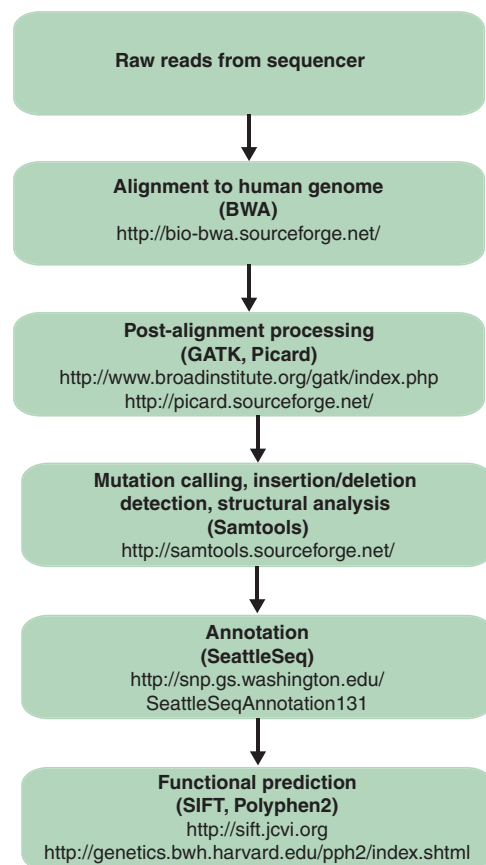 Raw reads from sequencer
Alignment to human genome
(BWA)
http://bio-bwa.sourceforge.net/
Post-alignment processing
(GATK, Picard)
http://www.broadinstitute.org/gatk/index.php
http://picard.sourceforge.net/
Mutation calling, insertion/deletion
detection, structural analysis
(Samtools)
http://samtools.sourceforge.net/
Annotation
(SeattleSeq)
http://snp.gs.washington.edu/
SeattleSeqAnnotation131
Functional prediction
(SIFT, Polyphen2)
http://sift.jcvi.org
http://genetics.bwh.harvard.edu/pph2/index.shtml